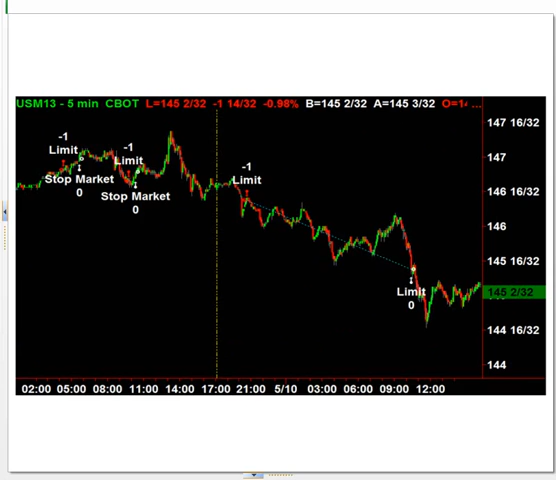 USM13 - 5 min CBOT L=145 2/32 -1 14/32 -0.98% B=145 2/32 A=145 3/32 O=14 ...
147 16/32
-1
Limit
-1
Limit
147
Stop Market
0
Stop Market
0
-1
Limit
146 16/32
146
145 16/32
Limit
0
145 2/32
144 16/32
144
02:00 05:00 08:00 11:00 14:00 17:00 21:00 5/10 03:00 06:00 09:00 12:00